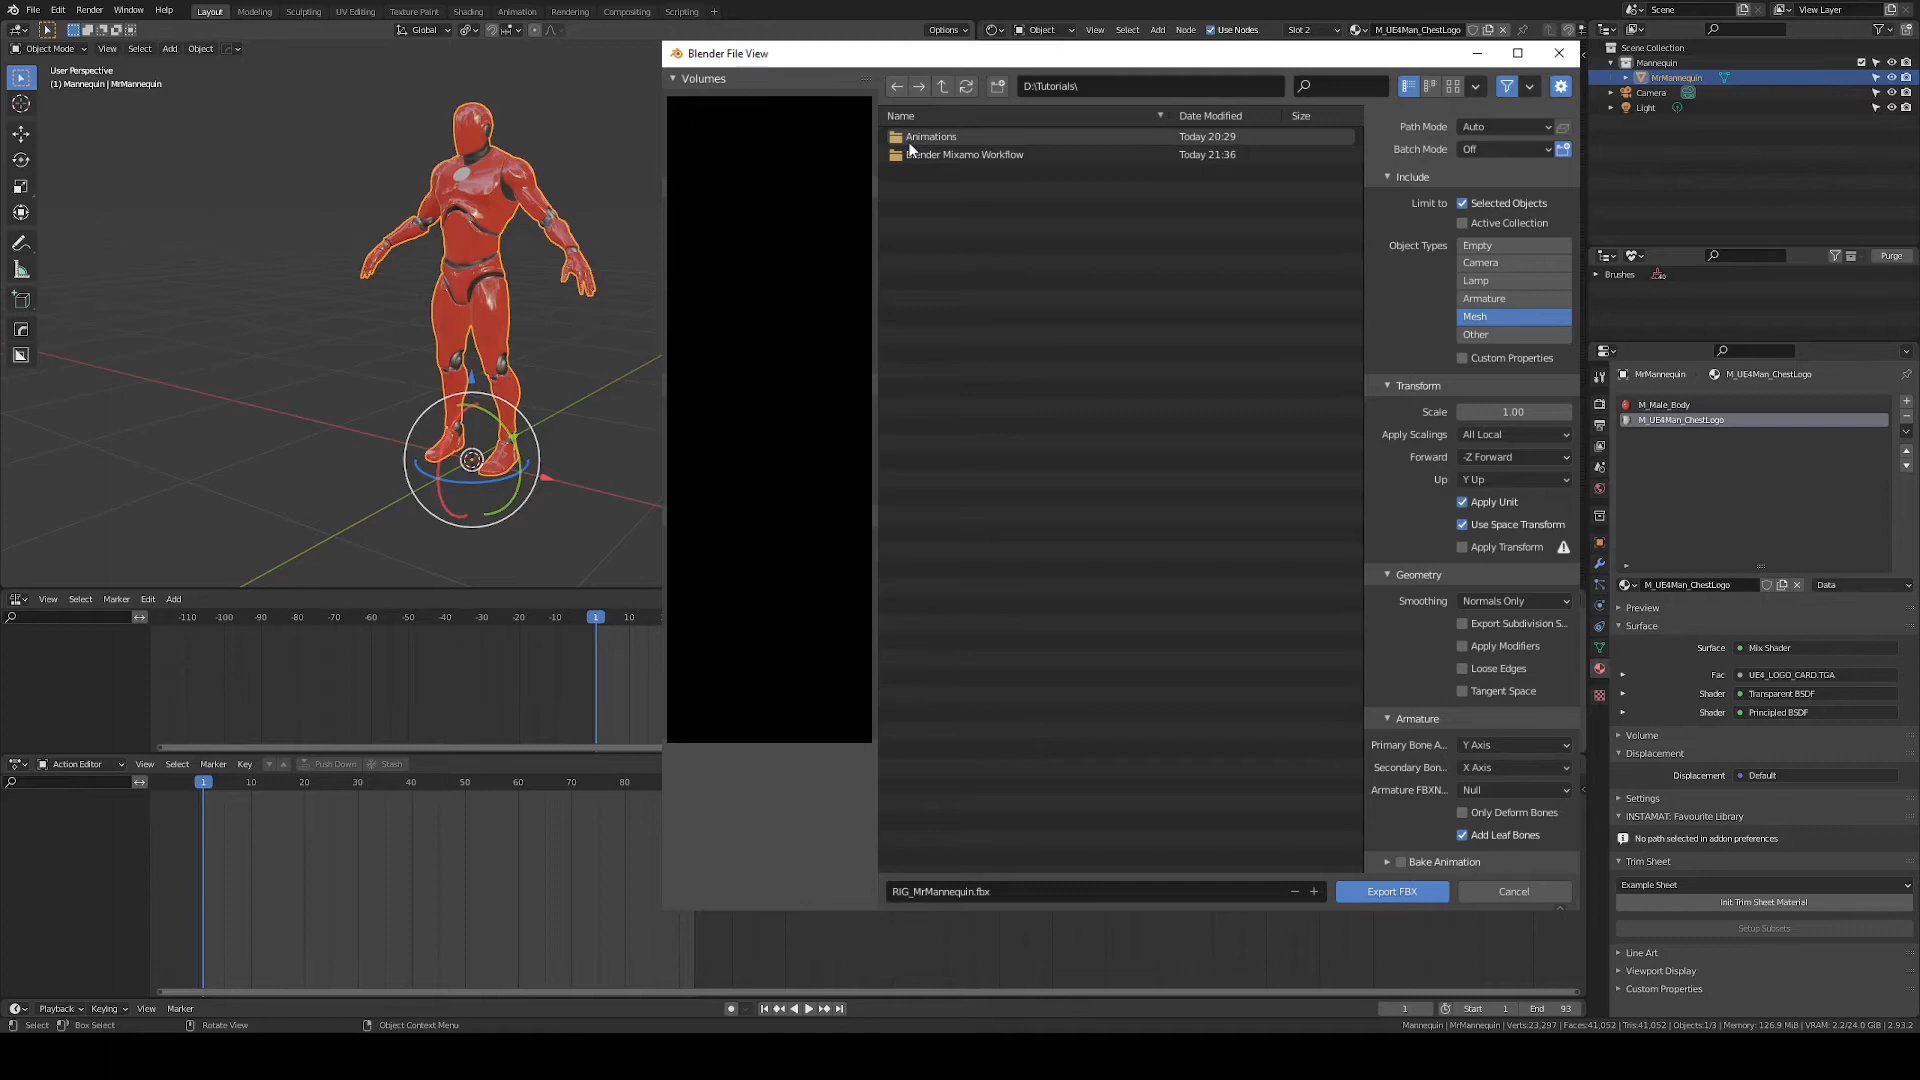 File Edit Render Window Help Layout Modeling Sculpting UV Editing Texture Paint Shading Animation Rendering Compositing Scripting + Scene View Layer
Global Options Object View Select Add Node Use Nodes Slot 2 M_UE4Man_ChestLogo
Object Mode View Select Add Object
User Perspective
(1) Mannequin | MrMannequin
Blender File View
Volumes
D:\Tutorials\
Name Date Modified Size
Animations Today 20:29
Blender Mixamo Workflow Today 21:36
Path Mode Auto
Batch Mode Off
Include
Limit to Selected Objects
Active Collection
Object Types Empty
Camera
Lamp
Armature
Mesh
Other
Custom Properties
Transform
Scale 1.00
Apply Scalings All Local
Forward -Z Forward
Up Y Up
Apply Unit
Use Space Transform
Apply Transform
Geometry
Smoothing Normals Only
Export Subdivision S...
Apply Modifiers
Loose Edges
Tangent Space
Armature
Primary Bone A... Y Axis
Secondary Bon... X Axis
Armature FBXN... Null
Only Deform Bones
Add Leaf Bones
Bake Animation
RIG_MrMannequin.fbx Export FBX Cancel
Scene Collection
Mannequin
MrMannequin
Camera
Light
Purge
Brushes
MrMannequin M_UE4Man_ChestLogo
M_Male_Body
M_UE4Man_ChestLogo
M_UE4Man_ChestLogo Data
Preview
Surface
Surface Mix Shader
Fac UE4_LOGO_CARD.TGA
Shader Transparent BSDF
Shader Principled BSDF
Volume
Displacement
Displacement Default
Settings
INSTAMAT: Favourite Library
No path selected in addon preferences
Trim Sheet
Example Sheet
Init Trim Sheet Material
Setup Subsets
Line Art
Viewport Display
Custom Properties
View Select Marker Edit Add
-110 -100 -90 -80 -70 -60 -50 -40 -30 -20 -10 1 10
Action Editor View Select Marker Key Push Down Stash
1 10 20 30 40 50 60 70 80
Playback Keying View Marker 1 Start 1 End 93
Select Box Select Rotate View Object Context Menu Mannequin | MrMannequin | Verts:23,297 | Faces:41,052 | Tris:41,052 | Objects:1/3 | Memory: 126.9 MiB | VRAM: 2.2/24.0 GiB | 2.93.2